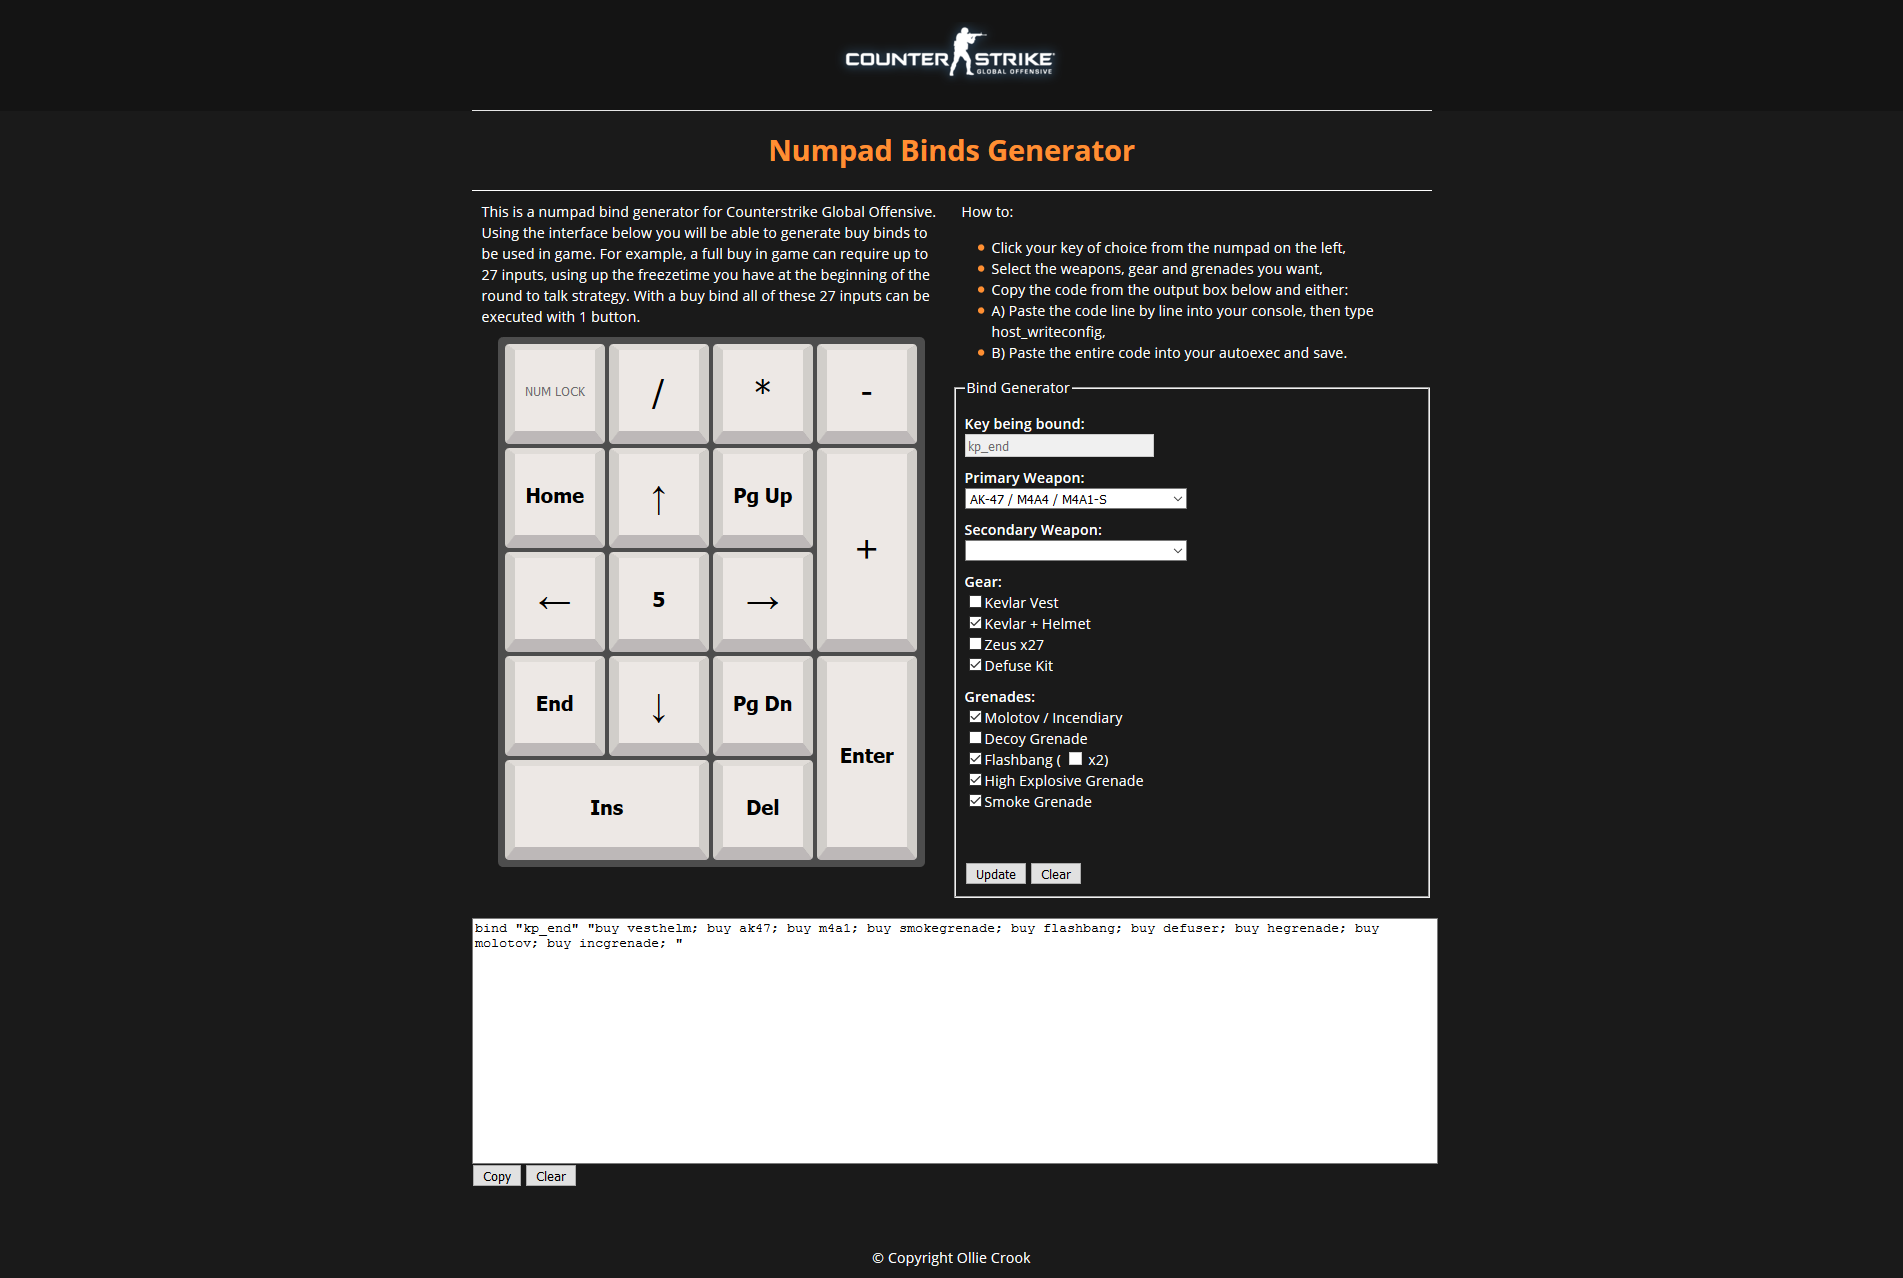 COUNTER STRIKE
GLOBAL OFFENSIVE
Numpad Binds Generator
This is a numpad bind generator for Counterstrike Global Offensive.
Using the interface below you will be able to generate buy binds to
be used in game. For example, a full buy in game can require up to
27 inputs, using up the freezetime you have at the beginning of the
round to talk strategy. With a buy bind all of these 27 inputs can be
executed with 1 button.
How to:
Click your key of choice from the numpad on the left,
Select the weapons, gear and grenades you want,
Copy the code from the output box below and either:
A) Paste the code line by line into your console, then type
host_writeconfig,
B) Paste the entire code into your autoexec and save.
NUM LOCK / * -
Home ↑ Pg Up +
← 5 →
End ↓ Pg Dn Enter
Ins Del
Bind Generator
Key being bound:
kp_end
Primary Weapon:
AK-47 / M4A4 / M4A1-S
Secondary Weapon:
Gear:
Kevlar Vest
Kevlar + Helmet
Zeus x27
Defuse Kit
Grenades:
Molotov / Incendiary
Decoy Grenade
Flashbang ( x2)
High Explosive Grenade
Smoke Grenade
Update Clear
bind "kp_end" "buy vesthelm; buy ak47; buy m4a1; buy smokegrenade; buy flashbang; buy defuser; buy hegrenade; buy
molotov; buy incgrenade; "
Copy Clear
© Copyright Ollie Crook